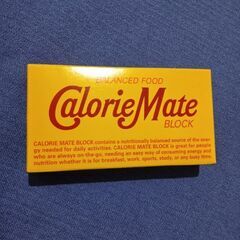 BALANCED FOOD
CalorieMate
BLOCK
CALORIE MATE BLOCK contains a nutritionally balanced source of the ener-
gy needed for daily activities. CALORIE MATE BLOCK is great for people
who are always on-the-go, needing an easy way of consuming energy and
nutrition whether it is for breakfast, work, sports, study, or any busy time.